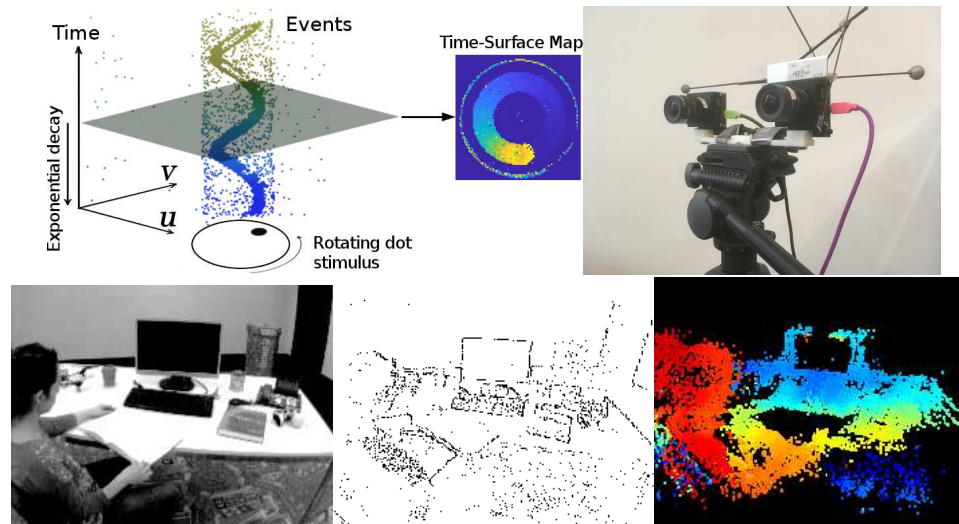 Time
Events
Time-Surface Map
Exponential decay
v
u
Rotating dot
stimulus